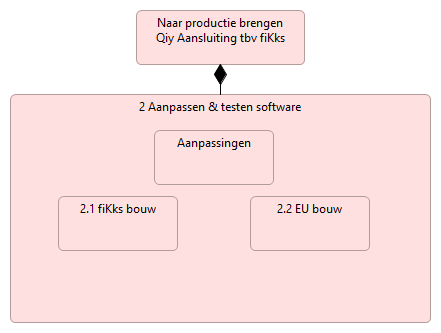 Naar productie brengen
Qiy Aansluiting tbv fiKks
2 Aanpassen & testen software
Aanpassingen
2.1 fiKks bouw
2.2 EU bouw